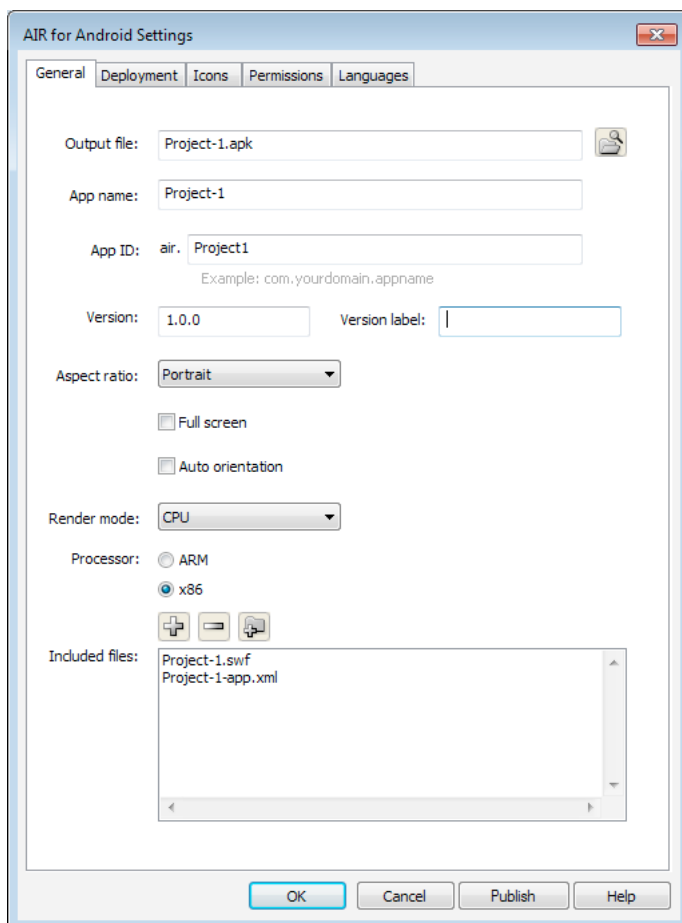 AIR for Android Settings
General Deployment Icons Permissions Languages
Output file: Project-1.apk
App name: Project-1
App ID: air. Project1
Example: com.yourdomain.appname
Version: 1.0.0 Version label:
Aspect ratio: Portrait
Full screen
Auto orientation
Render mode: CPU
Processor: ARM
x86
Included files: Project-1.swf
Project-1-app.xml
OK Cancel Publish Help